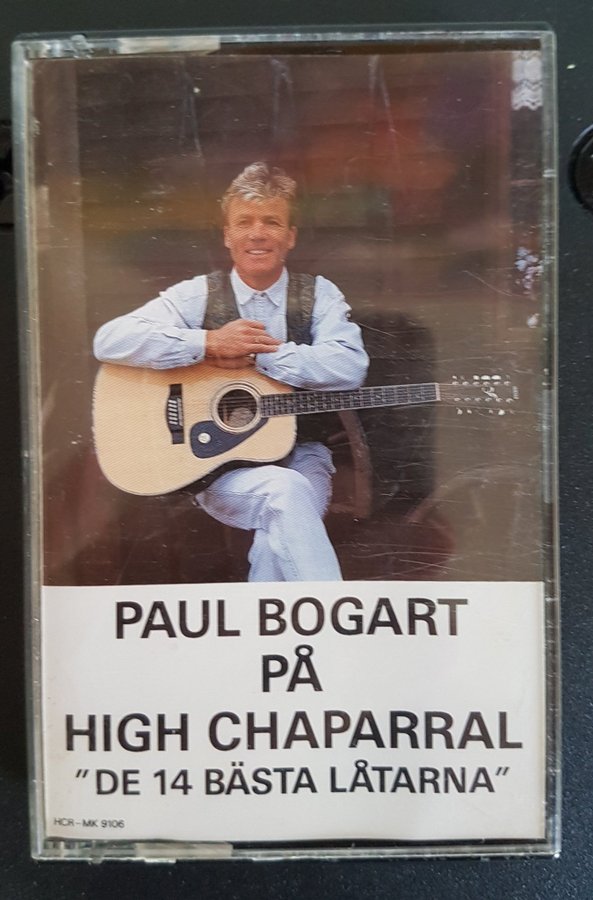 PAUL BOGART
PÅ
HIGH CHAPARRAL
"DE 14 BÄSTA LÅTARNA"
HCR-MK 9106